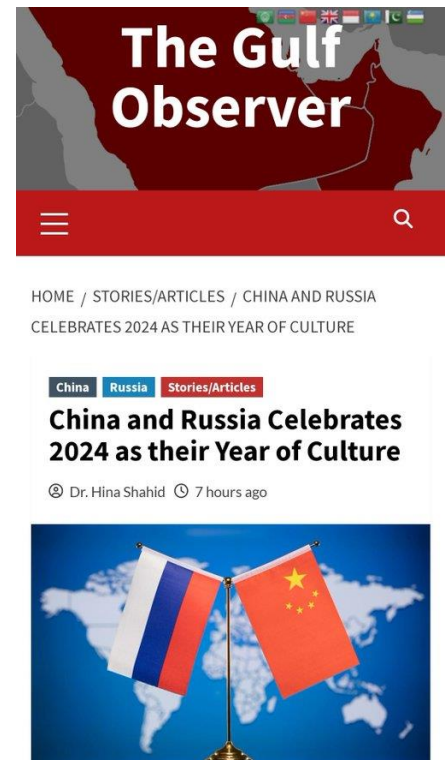 The Gulf
Observer
HOME / STORIES/ARTICLES / CHINA AND RUSSIA
CELEBRATES 2024 AS THEIR YEAR OF CULTURE
China Russia Stories/Articles
China and Russia Celebrates
2024 as their Year of Culture
Dr. Hina Shahid 7 hours ago